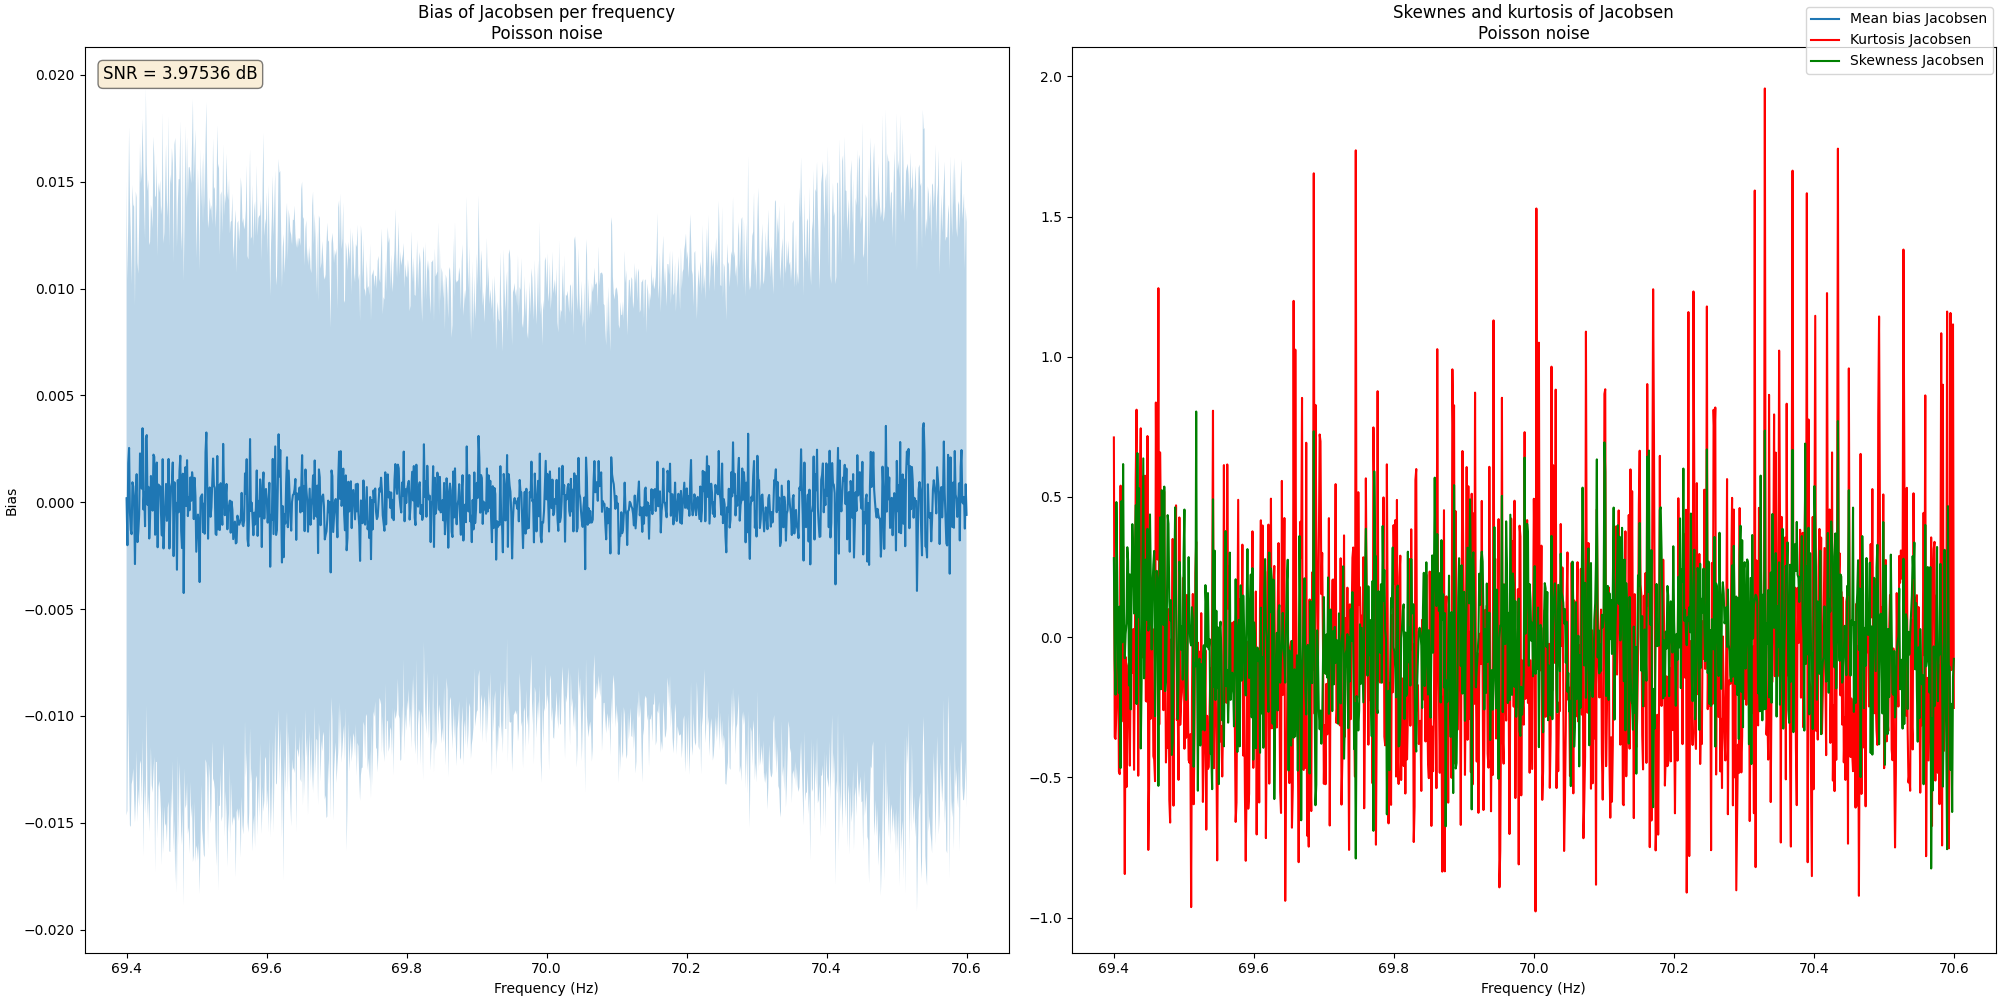 Bias of Jacobsen per frequency
Poisson noise
SNR = 3.97536 dB
0.020
0.015
0.010
0.005
0.000
−0.005
−0.010
−0.015
−0.020
Bias
69.4 69.6 69.8 70.0 70.2 70.4 70.6
Frequency (Hz)
Skewnes and kurtosis of Jacobsen
Poisson noise
Mean bias Jacobsen
Kurtosis Jacobsen
Skewness Jacobsen
2.0
1.5
1.0
0.5
0.0
−0.5
−1.0
69.4 69.6 69.8 70.0 70.2 70.4 70.6
Frequency (Hz)